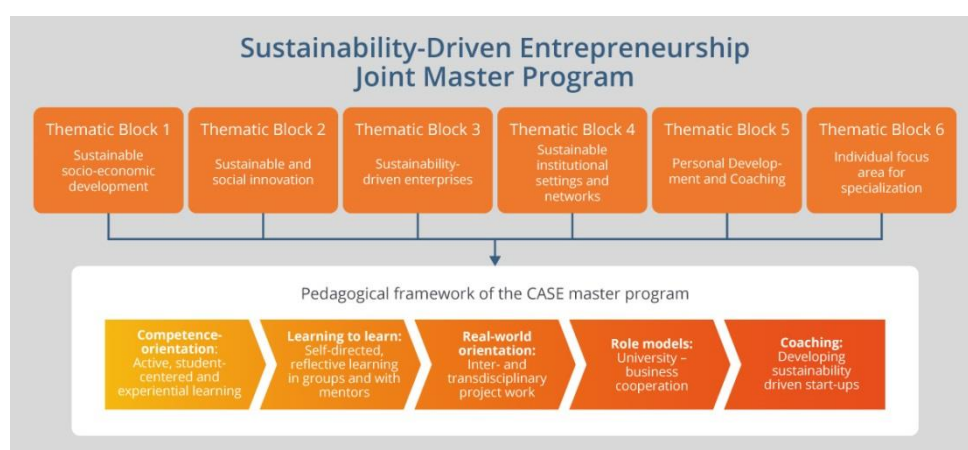 Sustainability-Driven Entrepreneurship
Joint Master Program
Thematic Block 1
Sustainable
socio-economic
development
Thematic Block 2
Sustainable and
social innovation
Thematic Block 3
Sustainability-
driven enterprises
Thematic Block 4
Sustainable
institutional
settings and
networks
Thematic Block 5
Personal Develop-
ment and Coaching
Thematic Block 6
Individual focus
area for
specialization
Pedagogical framework of the CASE master program
Competence-
orientation:
Active, student-
centered and
experiential learning
Learning to learn:
Self-directed,
reflective learning
in groups and with
mentors
Real-world
orientation:
Inter- and
transdisciplinary
project work
Role models:
University –
business
cooperation
Coaching:
Developing
sustainability
driven start-ups